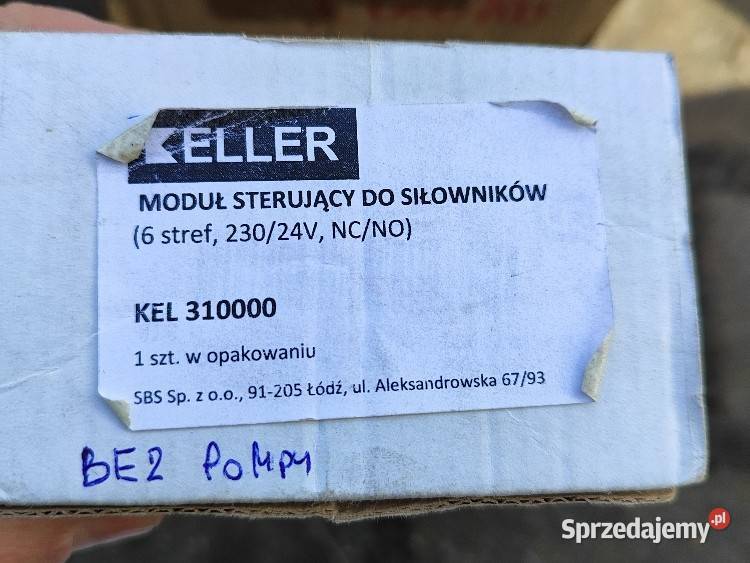 KELLER
MODUŁ STERUJĄCY DO SIŁOWNIKÓW
(6 stref, 230/24V, NC/NO)
KEL 310000
1 szt. w opakowaniu
SBS Sp. z o.o., 91-205 Łódź, ul. Aleksandrowska 67/93
BEZ POMPY
Sprzedajemy.pl